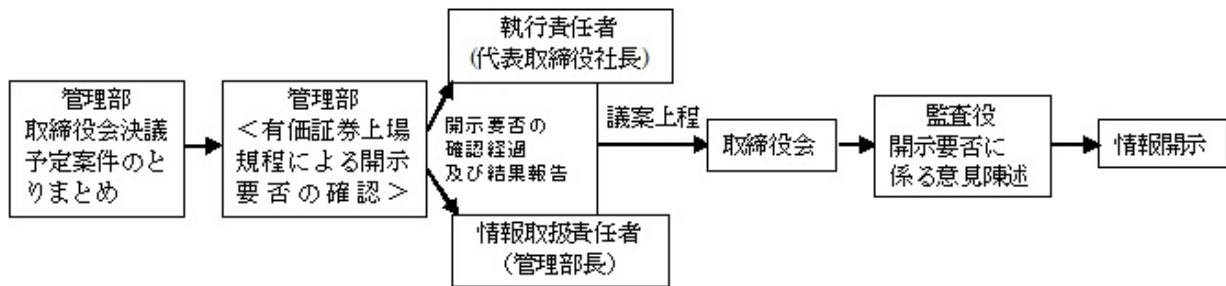 管理部
取締役会決議
予定案件のと
りまとめ
管理部
＜有価証券上場
規程による開示
要否の確認＞
執行責任者
(代表取締役社長)
開示要否の
確認経過
及び結果報告
情報取扱責任者
(管理部長)
議案上程
取締役会
監査役
開示要否に
係る意見陳述
情報開示